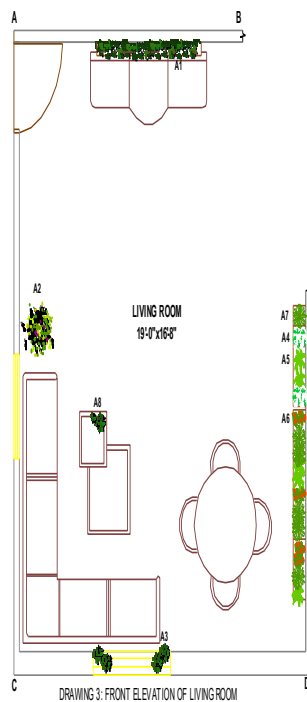 A B
A1
A2
LIVING ROOM
19'-0"x16-8"
A7
A4
A5
A8
A6
A3
C D
DRAWING 3: FRONT ELEVATION OF LIVING ROOM